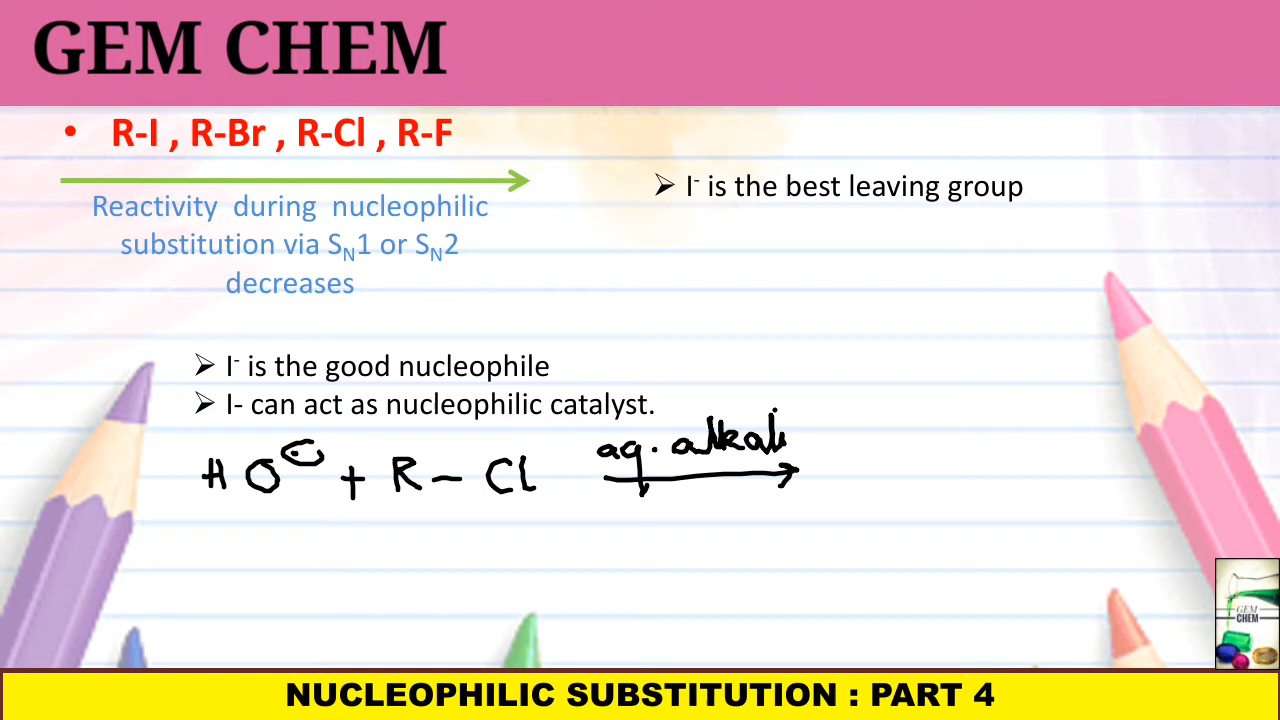 GEM CHEM
• R-I , R-Br , R-Cl , R-F
Reactivity during nucleophilic
substitution via SN1 or SN2
decreases
➢ I- is the best leaving group
➢ I- is the good nucleophile
➢ I- can act as nucleophilic catalyst.
HO⊖ + R – Cl aq. alkali →
GEM
CHEM
NUCLEOPHILIC SUBSTITUTION : PART 4